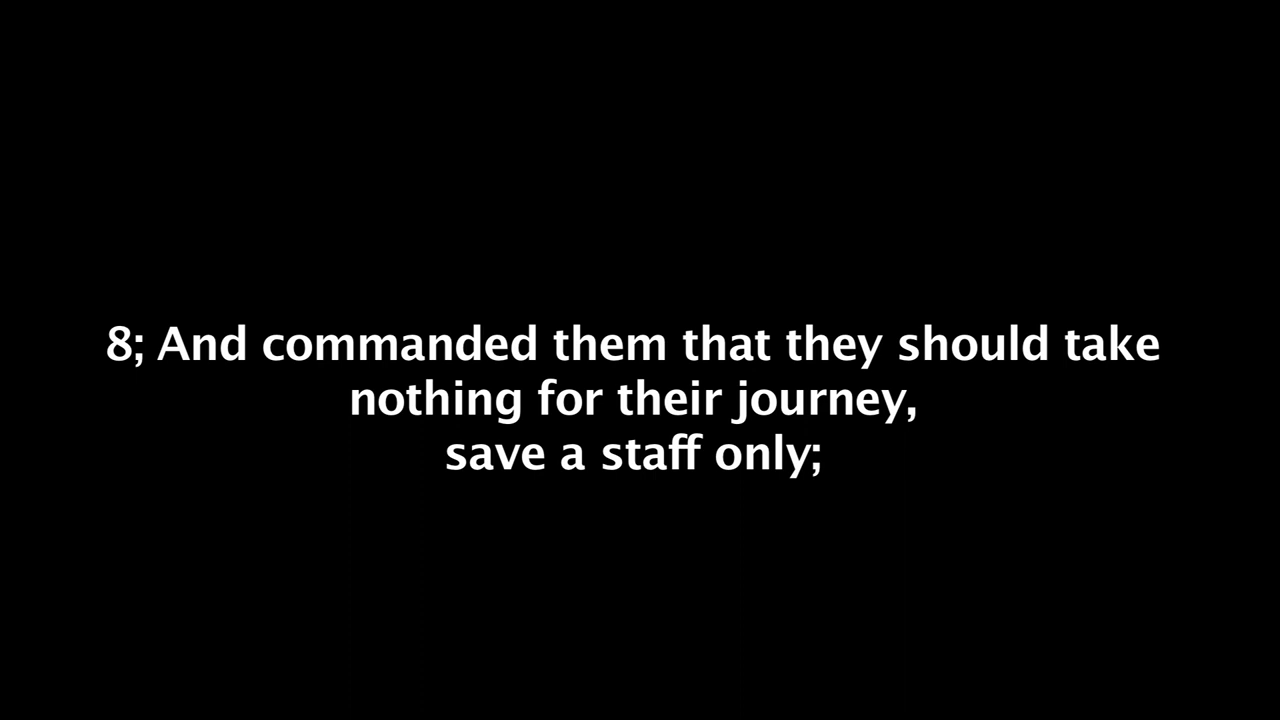 8; And commanded them that they should take
nothing for their journey,
save a staff only;